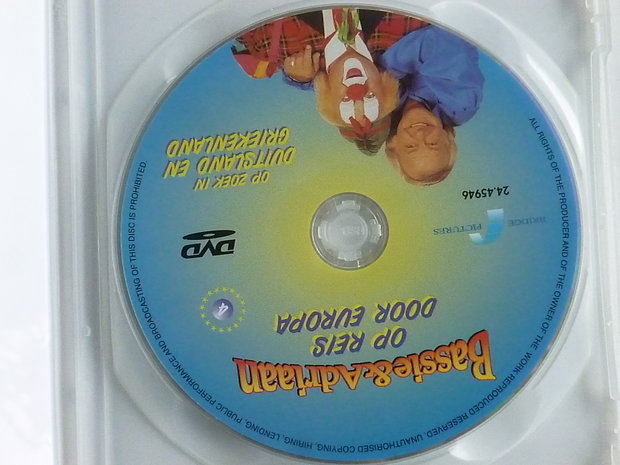 Bassie&Adriaan
OP REIS
DOOR EUROPA
4
DVD
BRIDGE
PICTURES
24.45946
OP ZOEK IN
DUITSLAND EN
GRIEKENLAND
ALL RIGHTS OF THE PRODUCER AND OF THE OWNER OF THE WORK REPRODUCED RESERVED. UNAUTHORISED COPYING, HIRING, LENDING, PUBLIC PERFORMANCE AND BROADCASTING OF THIS DISC IS PROHIBITED.